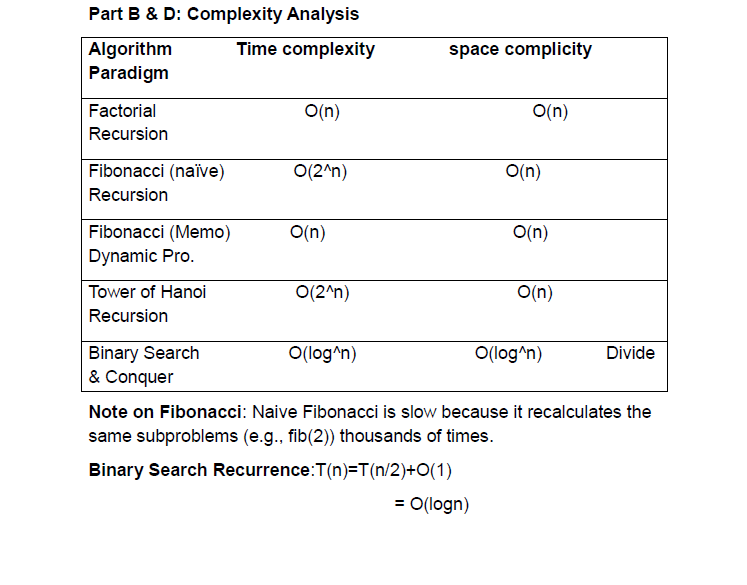 Part B & D: Complexity Analysis
Algorithm Time complexity space complicity
Paradigm
Factorial O(n) O(n)
Recursion
Fibonacci (naïve) O(2^n) O(n)
Recursion
Fibonacci (Memo) O(n) O(n)
Dynamic Pro.
Tower of Hanoi O(2^n) O(n)
Recursion
Binary Search O(log^n) O(log^n) Divide
& Conquer
Note on Fibonacci: Naive Fibonacci is slow because it recalculates the
same subproblems (e.g., fib(2)) thousands of times.
Binary Search Recurrence:T(n)=T(n/2)+O(1)
= O(logn)